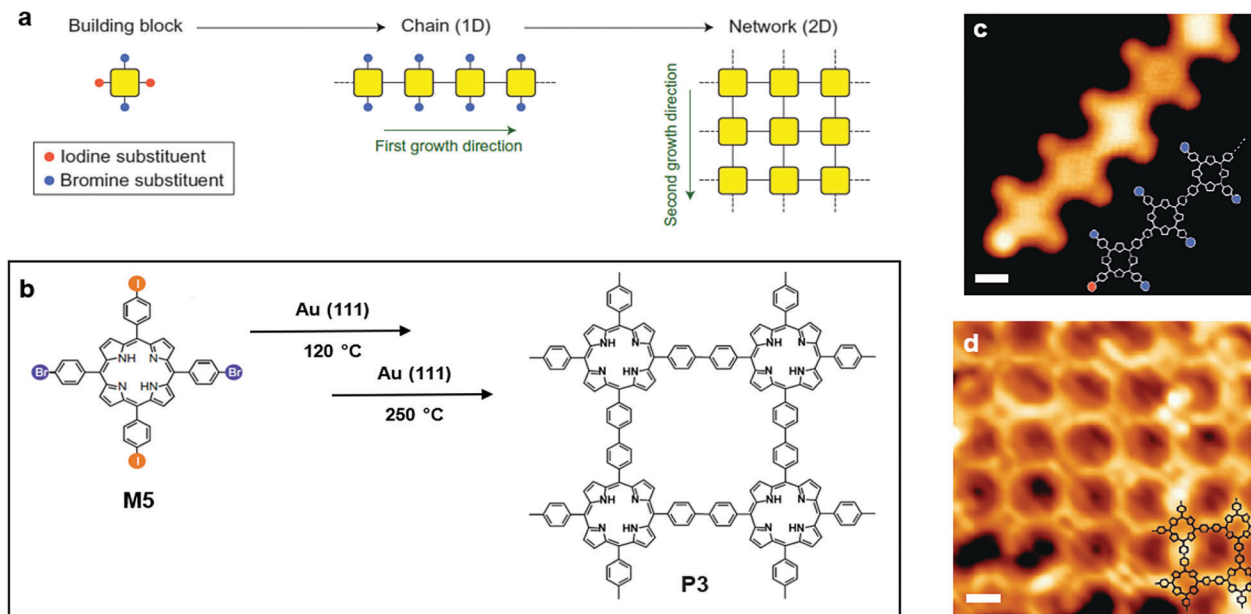 a
Building block
Chain (1D)
Network (2D)
First growth direction
Second growth direction
Iodine substituent
Bromine substituent
b
I
Br
Br
I
NH
N
N
HN
M5
Au (111)
120 °C
Au (111)
250 °C
NH
N
N
HN
NH
N
N
HN
NH
N
N
HN
NH
N
N
HN
P3
c
d